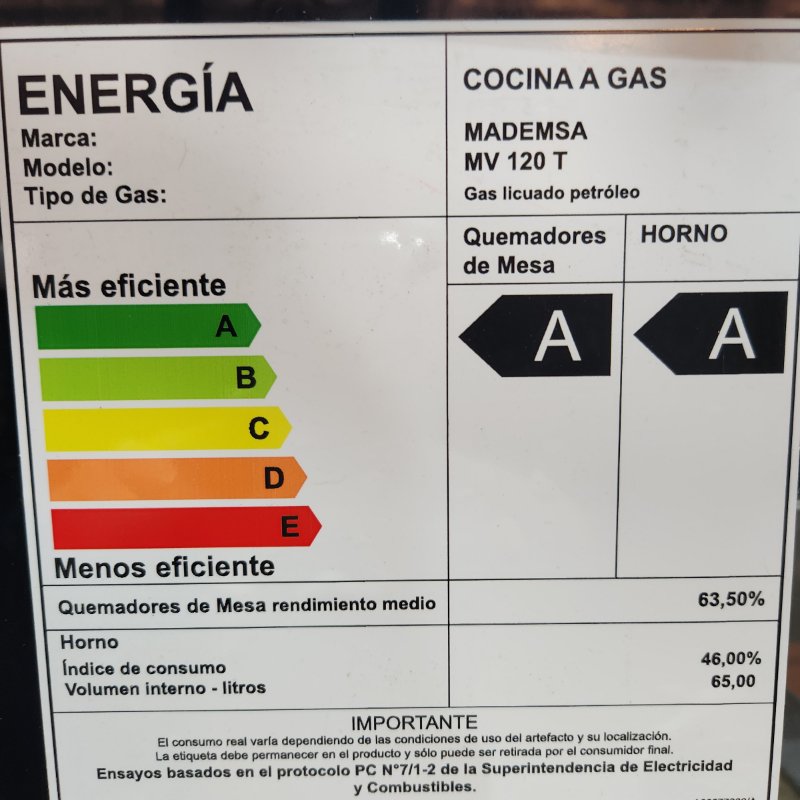 ENERGÍA
COCINA A GAS
Marca: MADEMSA
Modelo: MV 120 T
Tipo de Gas: Gas licuado petróleo
Quemadores
de Mesa
HORNO
Más eficiente
A
B
C
D
E
Menos eficiente
A
A
Quemadores de Mesa rendimiento medio 63,50%
Horno
Índice de consumo 46,00%
Volumen interno - litros 65,00
IMPORTANTE
El consumo real varía dependiendo de las condiciones de uso del artefacto y su localización.
La etiqueta debe permanecer en el producto y sólo puede ser retirada por el consumidor final.
Ensayos basados en el protocolo PC N°7/1-2 de la Superintendencia de Electricidad
y Combustibles.